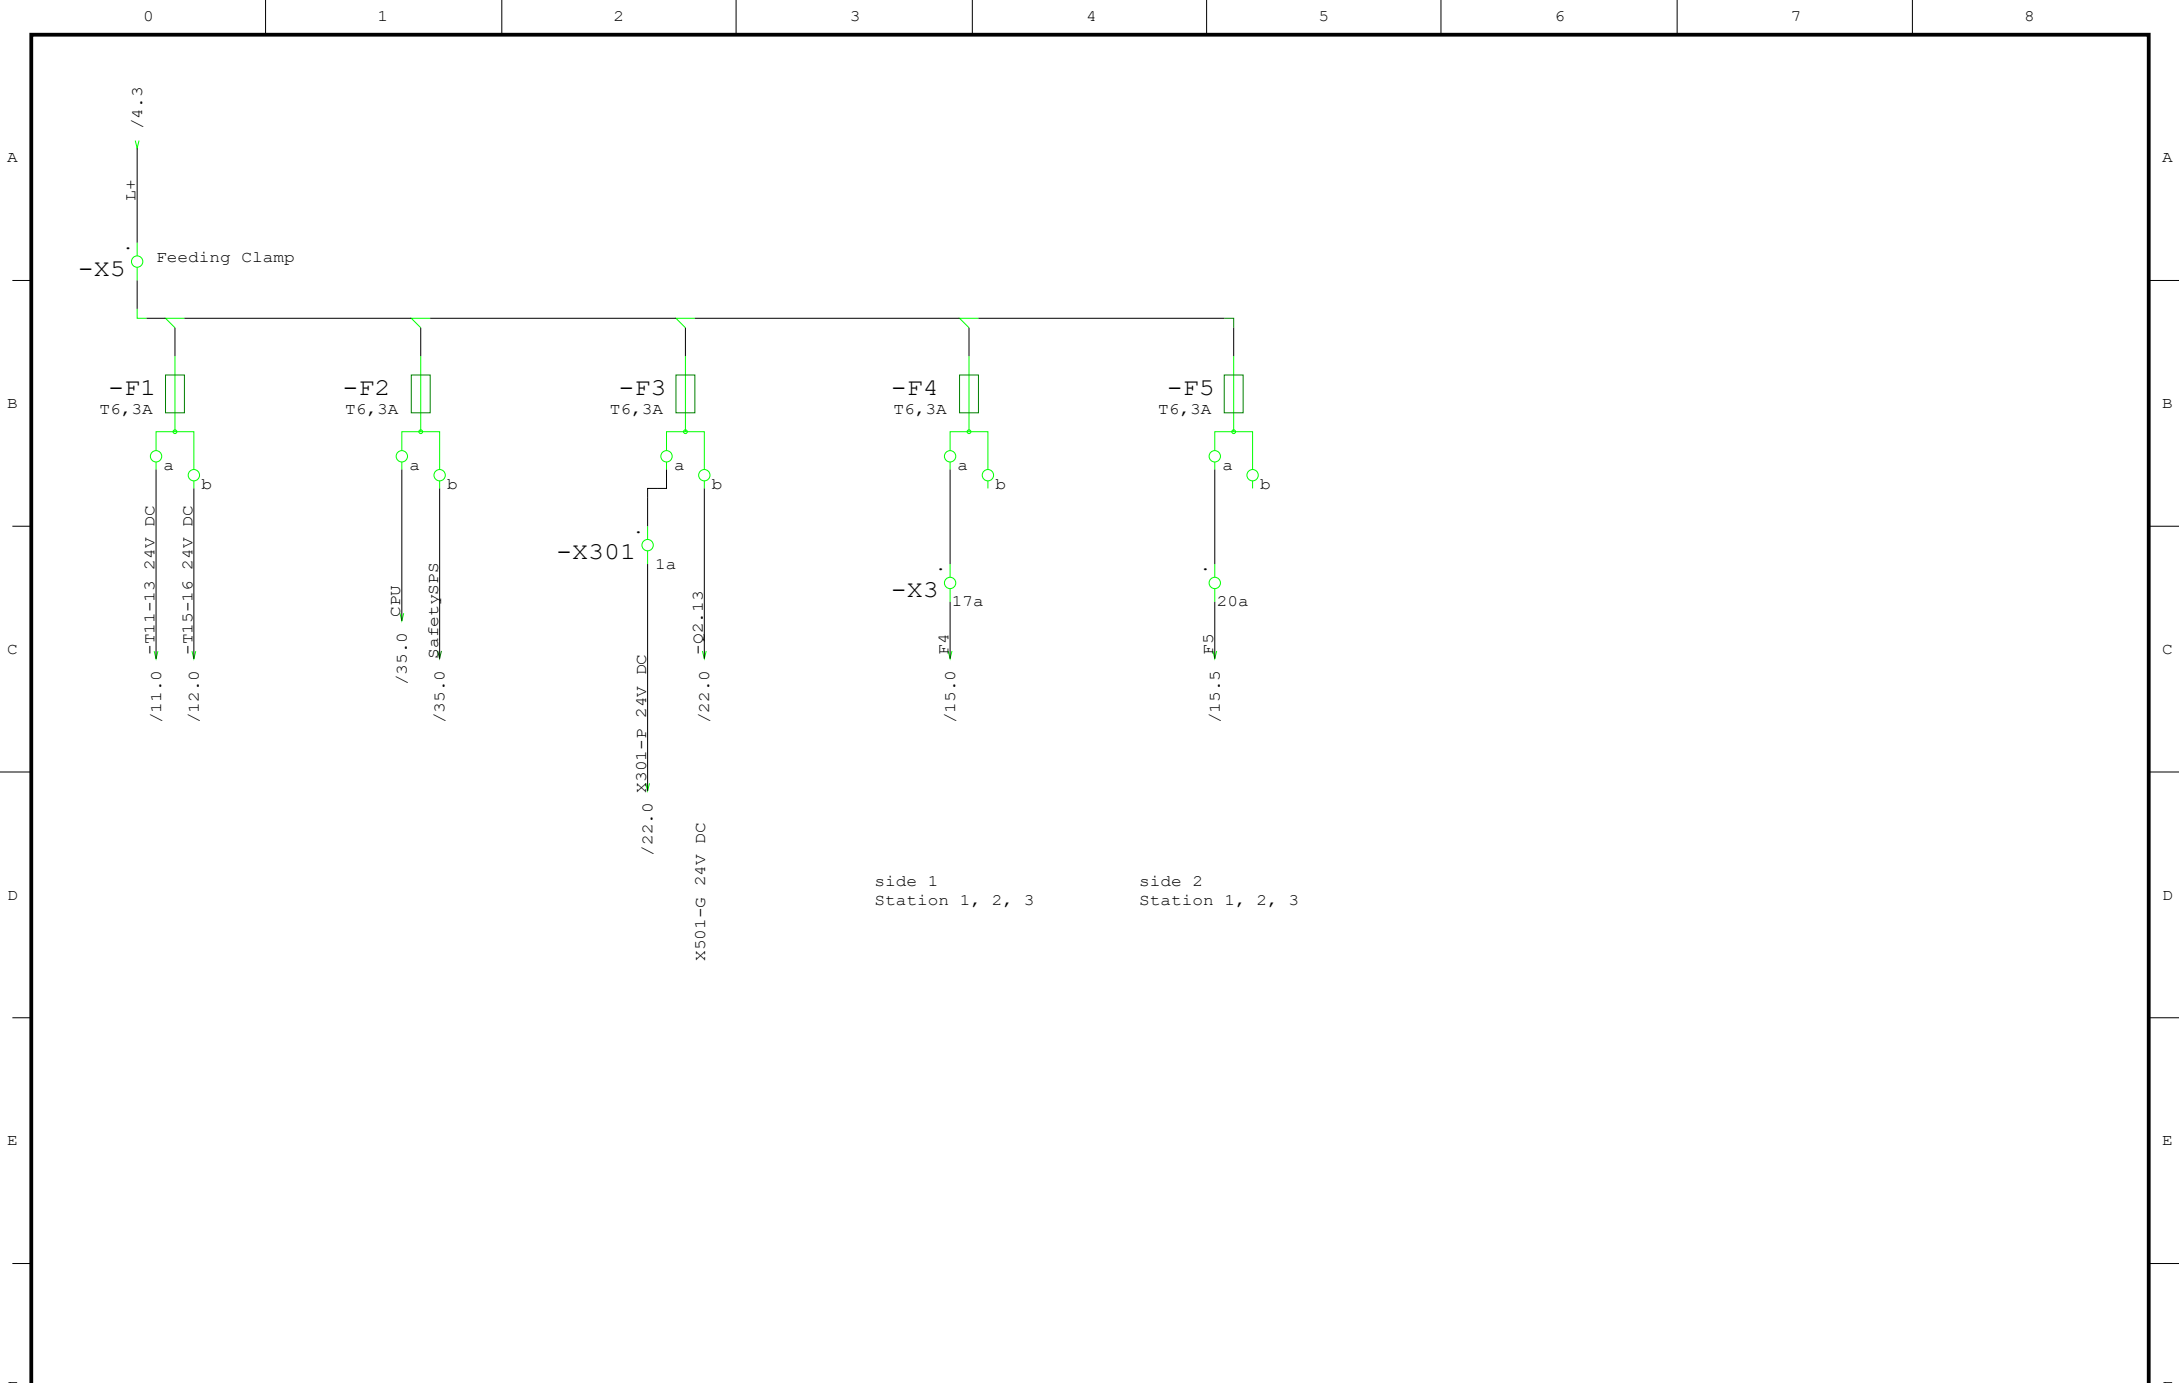 0 1 2 3 4 5 6 7 8
/4.3
A A
L+
-X5 Feeding Clamp
-F1 -F2 -F3 -F4 -F5
B B
T6,3A T6,3A T6,3A T6,3A T6,3A
a a a a a
b b b b b
-T11-13 24V DC
-T15-16 24V DC
CPU
SafetySPS
-X301
1a
-X3
17a
20a
X301-P 24V DC
-Q2.13
F4
F5
C C
/11.0
/12.0
/35.0
/35.0
/22.0
/22.0
/15.0
/15.5
X501-G 24V DC
side 1
Station 1, 2, 3
side 2
Station 1, 2, 3
D D
E E